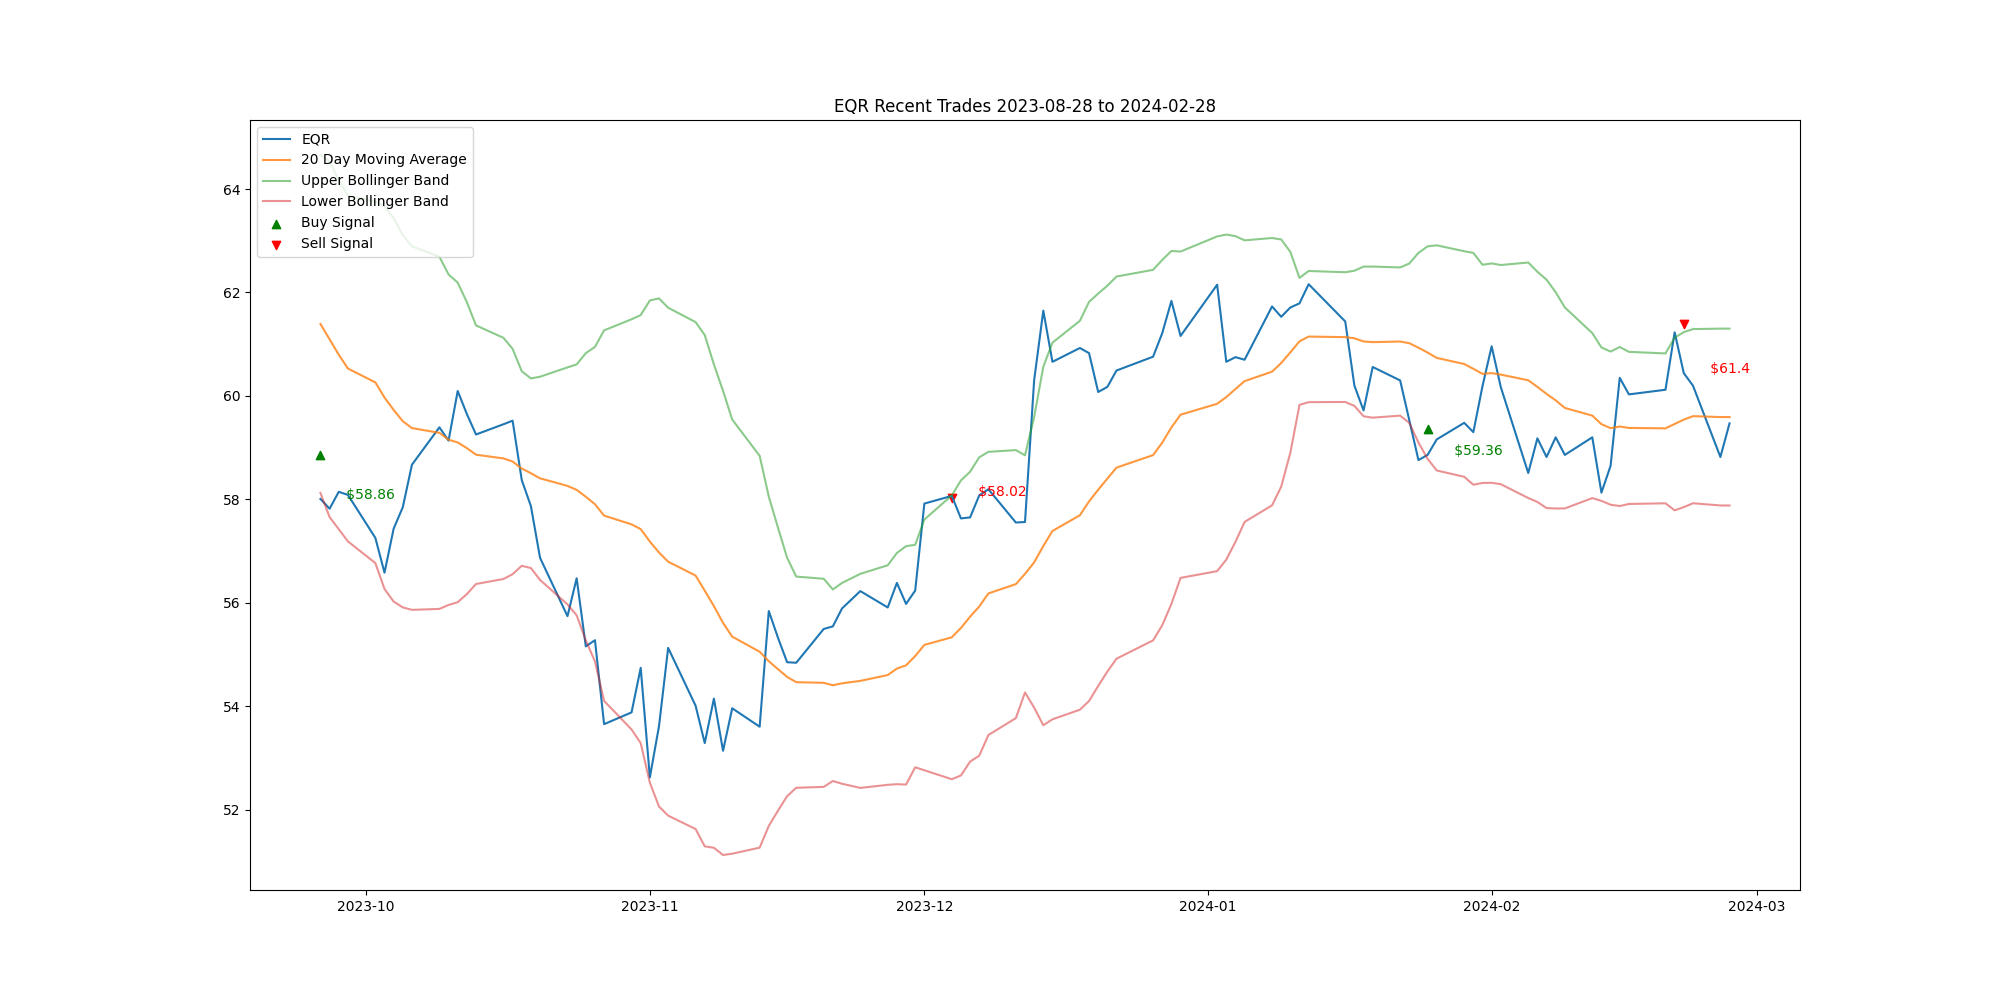 EQR Recent Trades 2023-08-28 to 2024-02-28
EQR
20 Day Moving Average
Upper Bollinger Band
Lower Bollinger Band
Buy Signal
Sell Signal
64
62
60
58
56
54
52
$58.86
$58.02
$59.36
$61.4
2023-10
2023-11
2023-12
2024-01
2024-02
2024-03